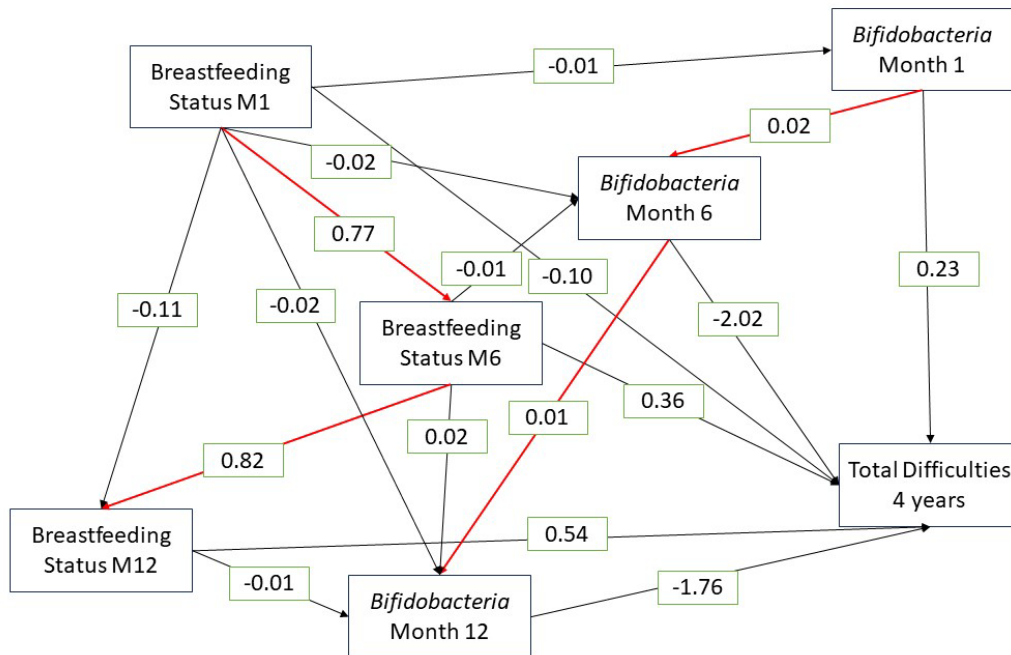 Bifidobacteria
Month 1
Breastfeeding
Status M1
-0.01
0.02
-0.02
Bifidobacteria
Month 6
0.77
-0.01
-0.10
0.23
-0.11
-0.02
-2.02
Breastfeeding
Status M6
0.36
0.01
0.02
0.82
Total Difficulties
4 years
Breastfeeding
Status M12
0.54
-0.01
-1.76
Bifidobacteria
Month 12